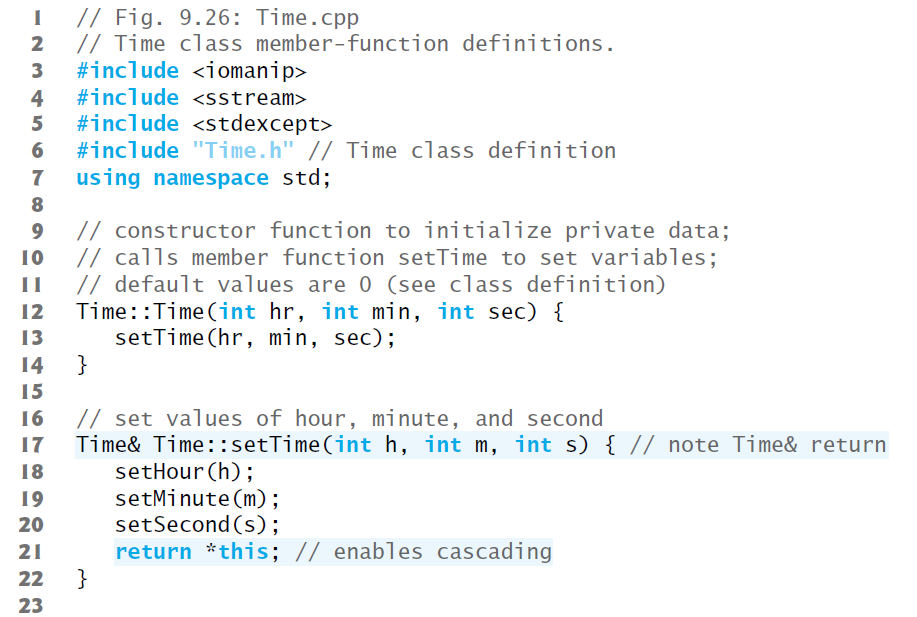 1 // Fig. 9.26: Time.cpp
2 // Time class member-function definitions.
3 #include <iomanip>
4 #include <sstream>
5 #include <stdexcept>
6 #include "Time.h" // Time class definition
7 using namespace std;
8
9 // constructor function to initialize private data;
10 // calls member function setTime to set variables;
11 // default values are 0 (see class definition)
12 Time::Time(int hr, int min, int sec) {
13    setTime(hr, min, sec);
14 }
15
16 // set values of hour, minute, and second
17 Time& Time::setTime(int h, int m, int s) { // note Time& return
18    setHour(h);
19    setMinute(m);
20    setSecond(s);
21    return *this; // enables cascading
22 }
23